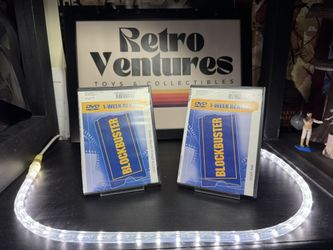 Retro
Ventures
TOYS & COLLECTIBLES
DVD 1-WEEK RENTAL
BLOCKBUSTER
DVD 1-WEEK RENTAL
BLOCKBUSTER